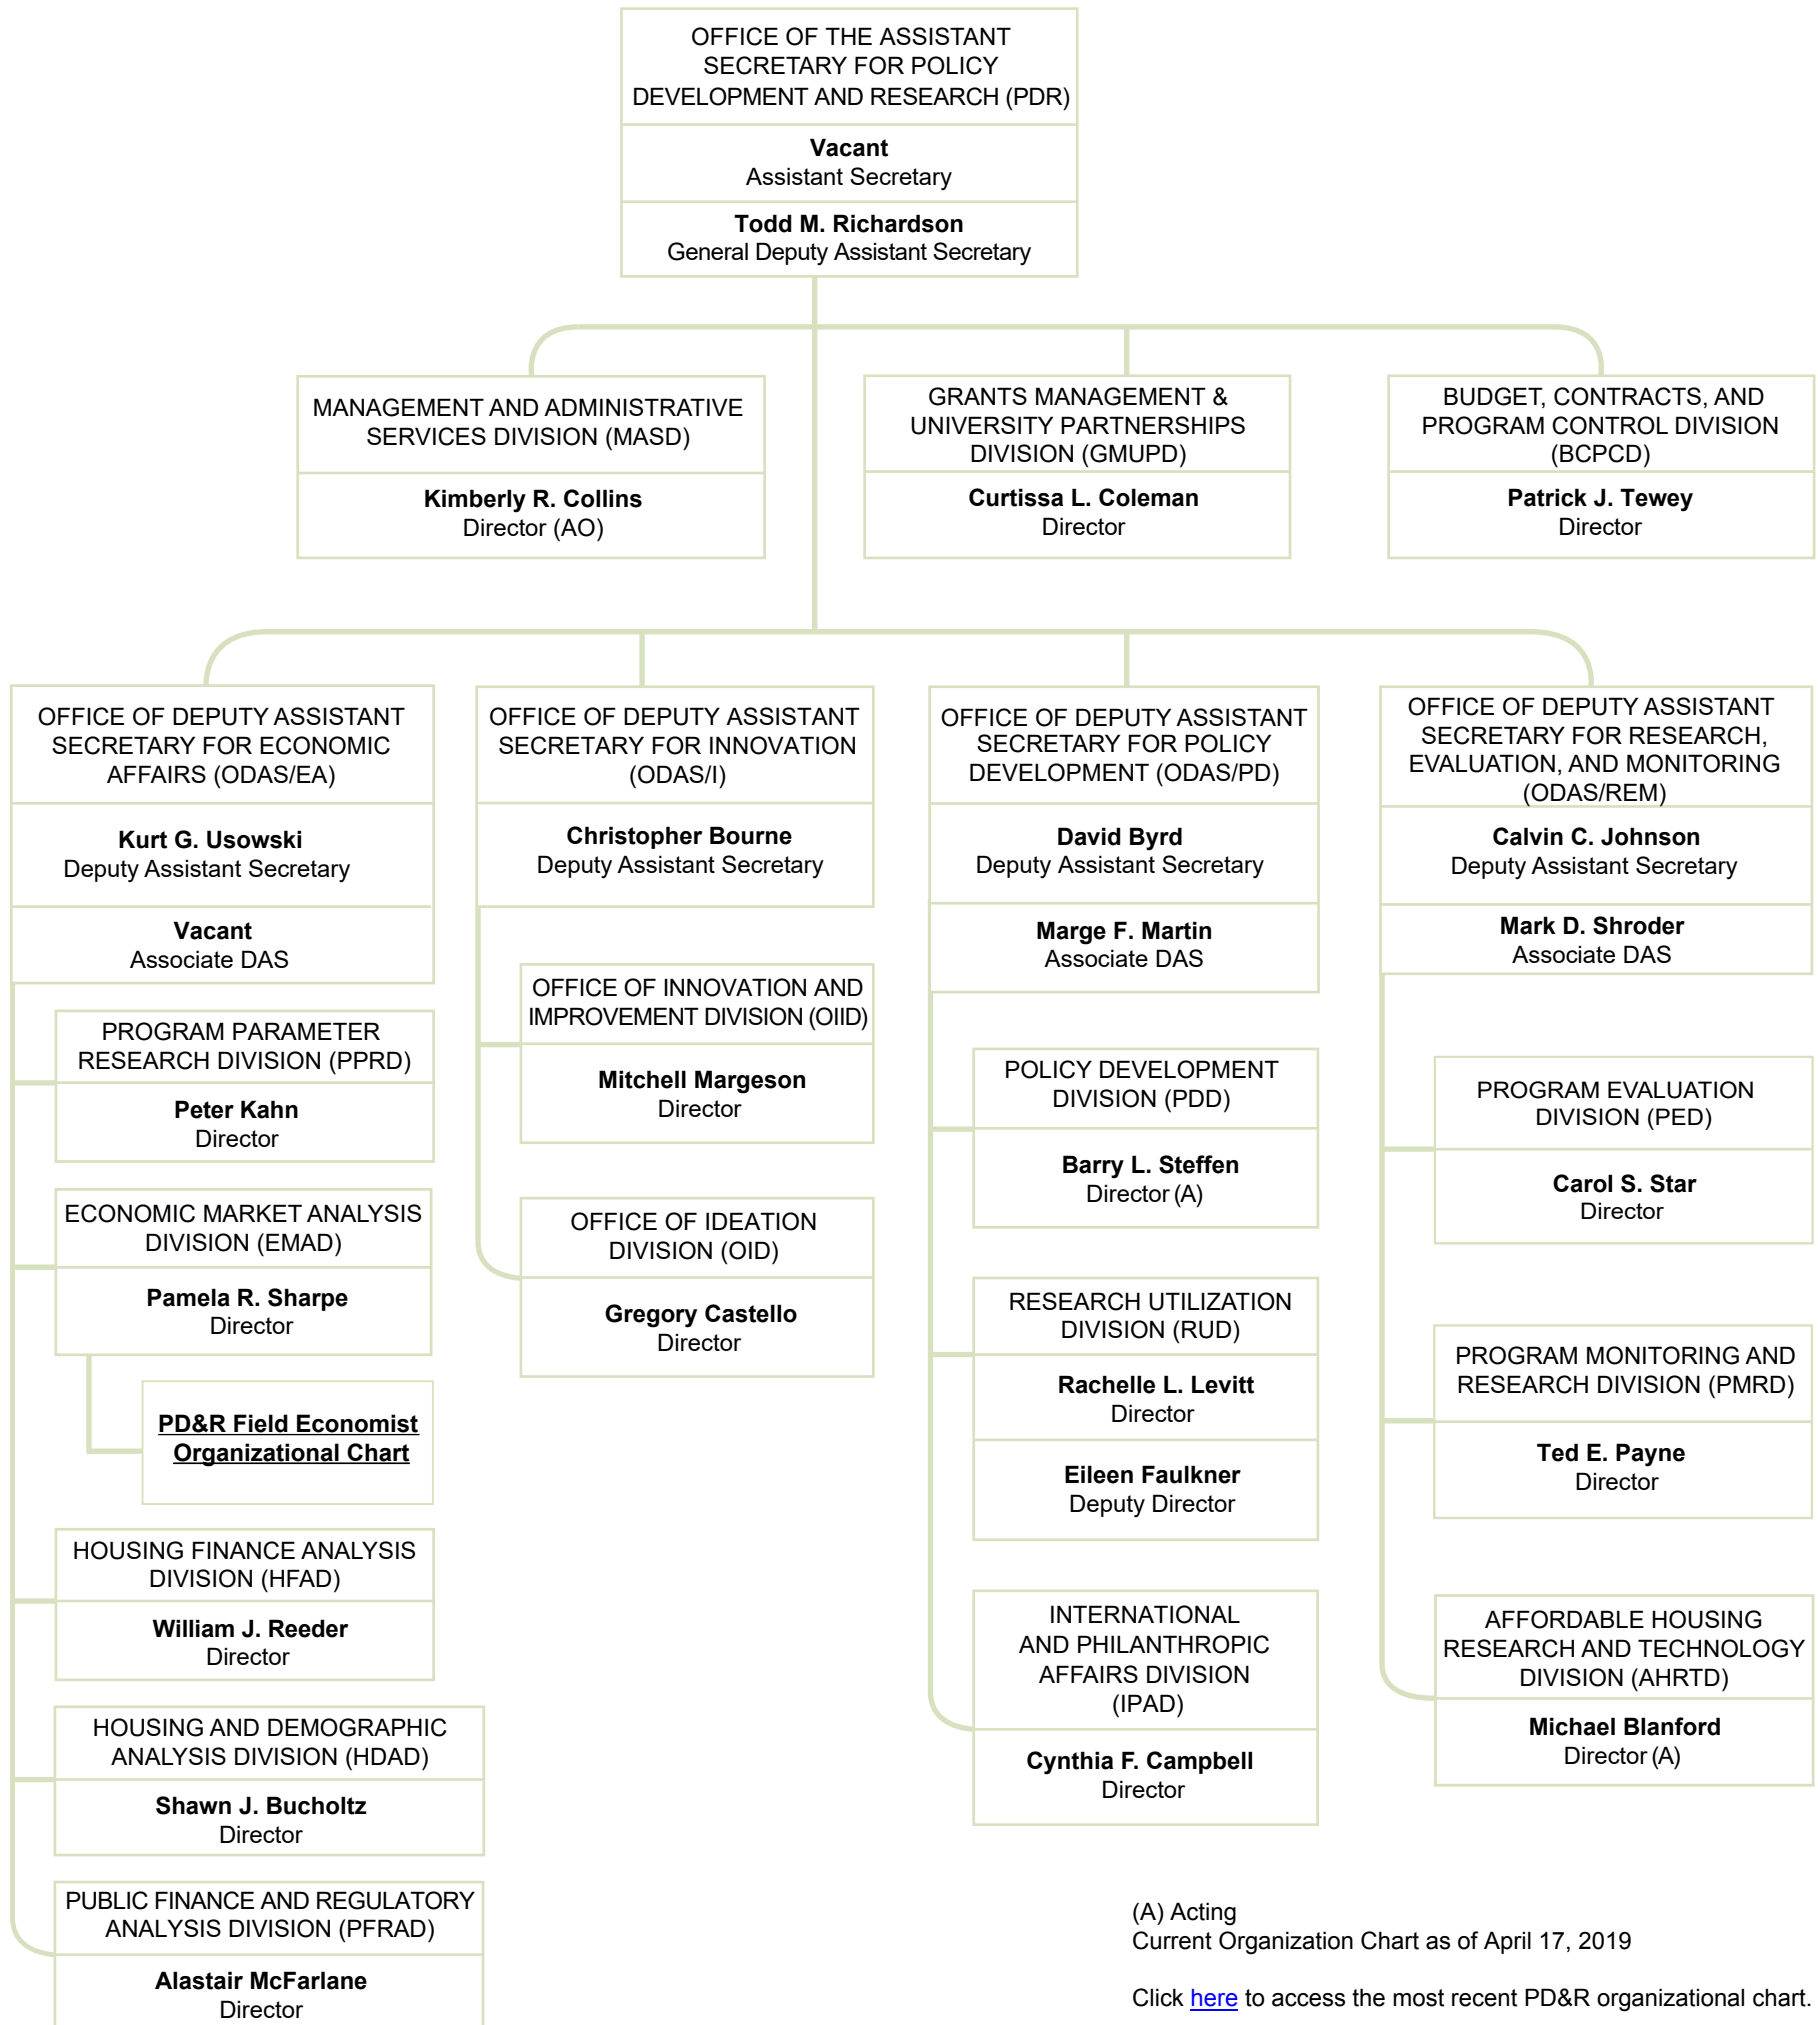 OFFICE OF THE ASSISTANT
SECRETARY FOR POLICY
DEVELOPMENT AND RESEARCH (PDR)
Vacant
Assistant Secretary
Todd M. Richardson
General Deputy Assistant Secretary
MANAGEMENT AND ADMINISTRATIVE
SERVICES DIVISION (MASD)
Kimberly R. Collins
Director (AO)
GRANTS MANAGEMENT &
UNIVERSITY PARTNERSHIPS
DIVISION (GMUPD)
Curtissa L. Coleman
Director
BUDGET, CONTRACTS, AND
PROGRAM CONTROL DIVISION
(BCPCD)
Patrick J. Tewey
Director
OFFICE OF DEPUTY ASSISTANT
SECRETARY FOR ECONOMIC
AFFAIRS (ODAS/EA)
Kurt G. Usowski
Deputy Assistant Secretary
Vacant
Associate DAS
PROGRAM PARAMETER
RESEARCH DIVISION (PPRD)
Peter Kahn
Director
ECONOMIC MARKET ANALYSIS
DIVISION (EMAD)
Pamela R. Sharpe
Director
PD&R Field Economist
Organizational Chart
HOUSING FINANCE ANALYSIS
DIVISION (HFAD)
William J. Reeder
Director
HOUSING AND DEMOGRAPHIC
ANALYSIS DIVISION (HDAD)
Shawn J. Bucholtz
Director
PUBLIC FINANCE AND REGULATORY
ANALYSIS DIVISION (PFRAD)
Alastair McFarlane
Director
OFFICE OF DEPUTY ASSISTANT
SECRETARY FOR INNOVATION
(ODAS/I)
Christopher Bourne
Deputy Assistant Secretary
OFFICE OF INNOVATION AND
IMPROVEMENT DIVISION (OIID)
Mitchell Margeson
Director
OFFICE OF IDEATION
DIVISION (OID)
Gregory Castello
Director
OFFICE OF DEPUTY ASSISTANT
SECRETARY FOR POLICY
DEVELOPMENT (ODAS/PD)
David Byrd
Deputy Assistant Secretary
Marge F. Martin
Associate DAS
POLICY DEVELOPMENT
DIVISION (PDD)
Barry L. Steffen
Director (A)
RESEARCH UTILIZATION
DIVISION (RUD)
Rachelle L. Levitt
Director
Eileen Faulkner
Deputy Director
INTERNATIONAL
AND PHILANTHROPIC
AFFAIRS DIVISION
(IPAD)
Cynthia F. Campbell
Director
OFFICE OF DEPUTY ASSISTANT
SECRETARY FOR RESEARCH,
EVALUATION, AND MONITORING
(ODAS/REM)
Calvin C. Johnson
Deputy Assistant Secretary
Mark D. Shroder
Associate DAS
PROGRAM EVALUATION
DIVISION (PED)
Carol S. Star
Director
PROGRAM MONITORING AND
RESEARCH DIVISION (PMRD)
Ted E. Payne
Director
AFFORDABLE HOUSING
RESEARCH AND TECHNOLOGY
DIVISION (AHRTD)
Michael Blanford
Director (A)
(A) Acting
Current Organization Chart as of April 17, 2019
Click here to access the most recent PD&R organizational chart.